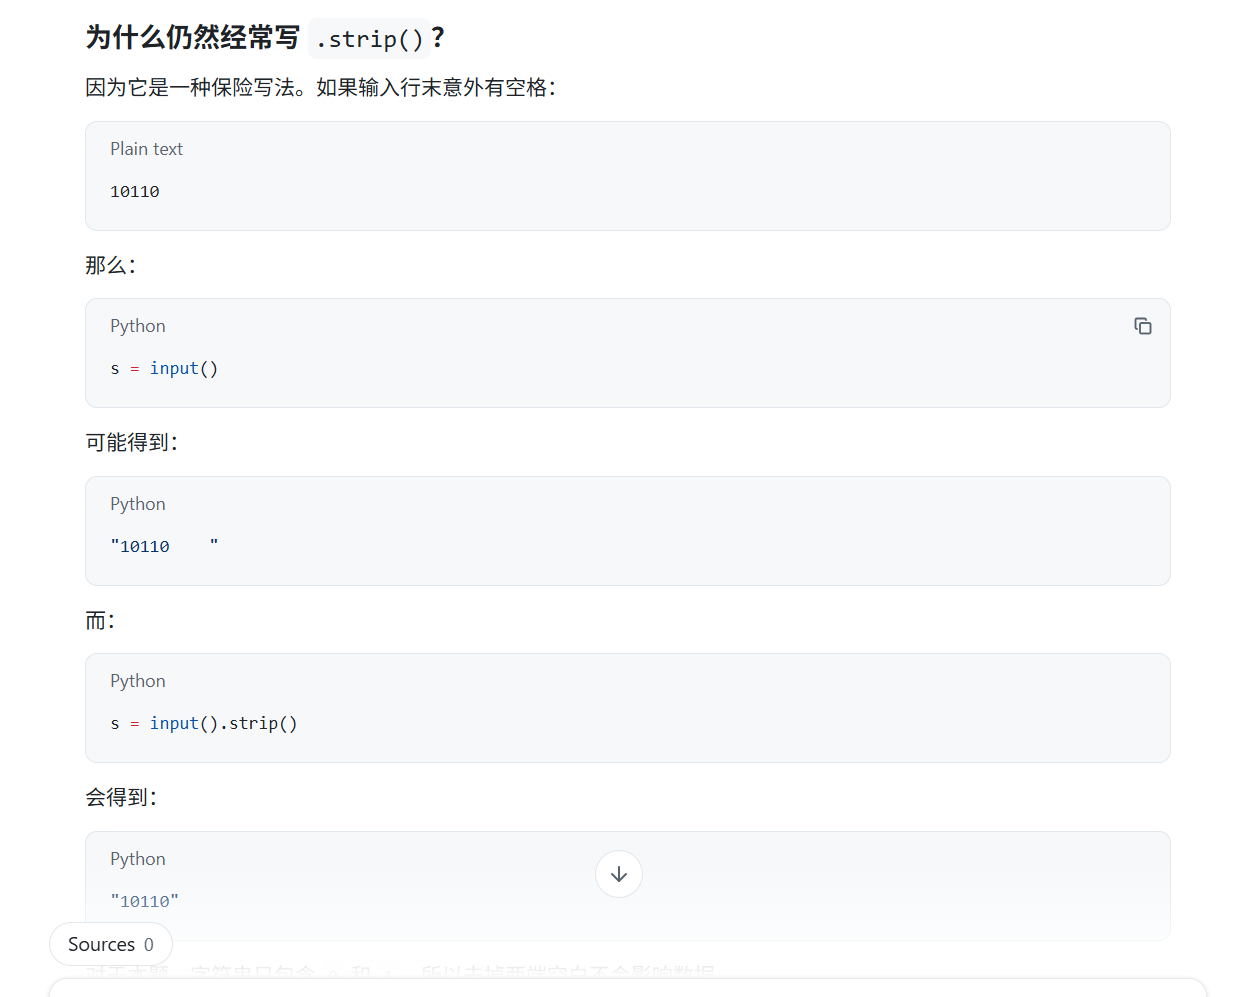 为什么仍然经常写 .strip()？
因为它是一种保险写法。如果输入行末意外有空格：
Plain text
10110
那么：
Python
s = input()
可能得到：
Python
"10110    "
而：
Python
s = input().strip()
会得到：
Python
"10110"
Sources 0